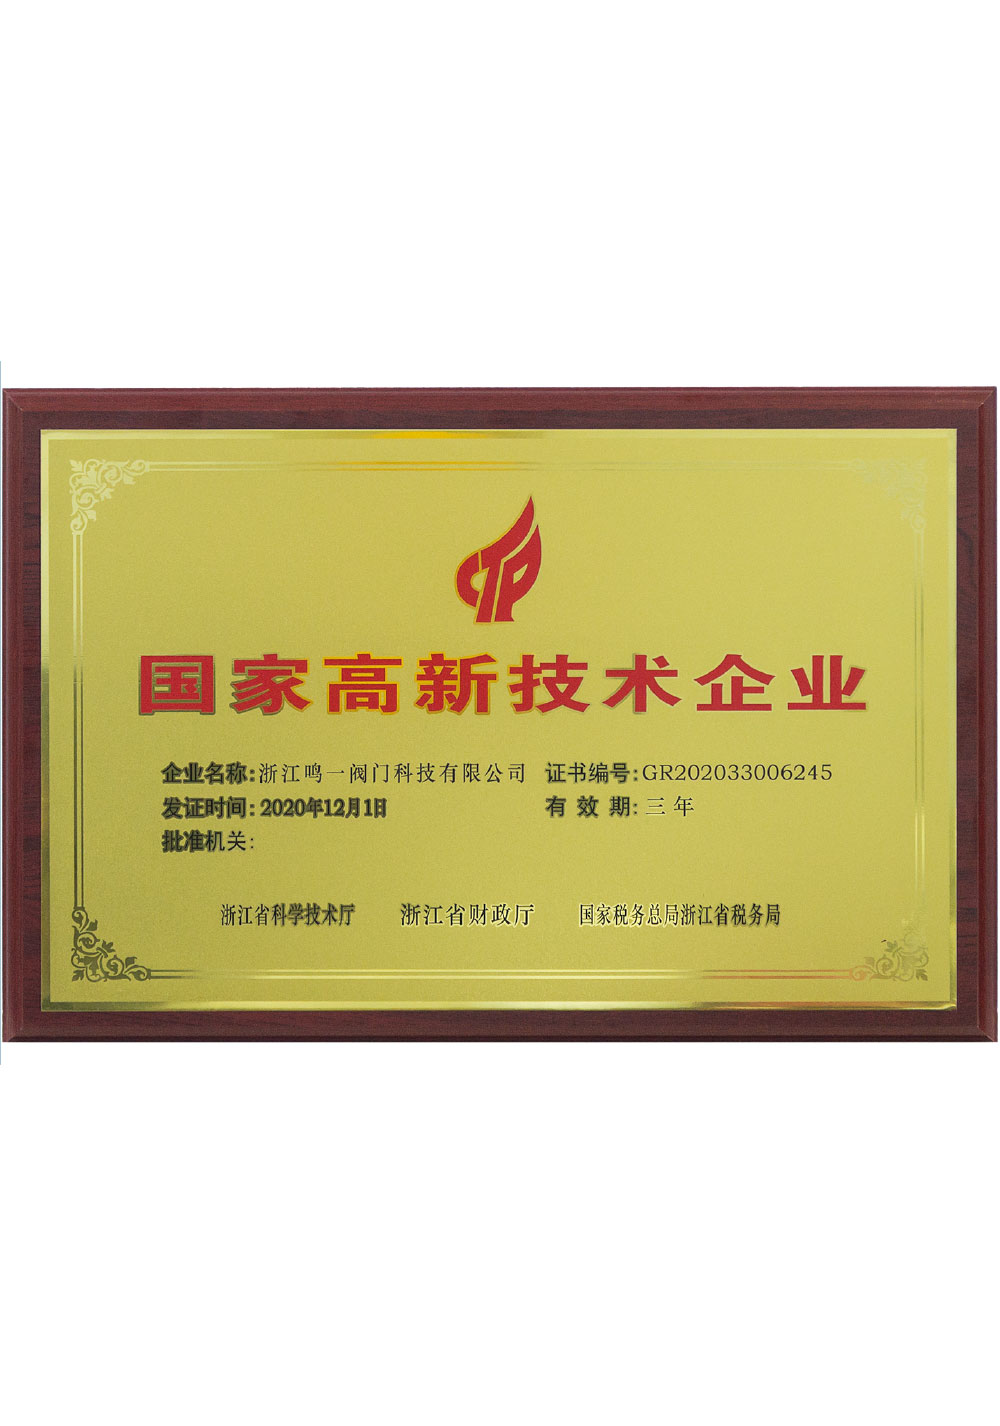 CTP
国家高新技术企业
企业名称:浙江鸣一阀门科技有限公司 证书编号:GR202033006245
发证时间:2020年12月1日 有效期:三年
批准机关:
浙江省科学技术厅 浙江省财政厅 国家税务总局浙江省税务局